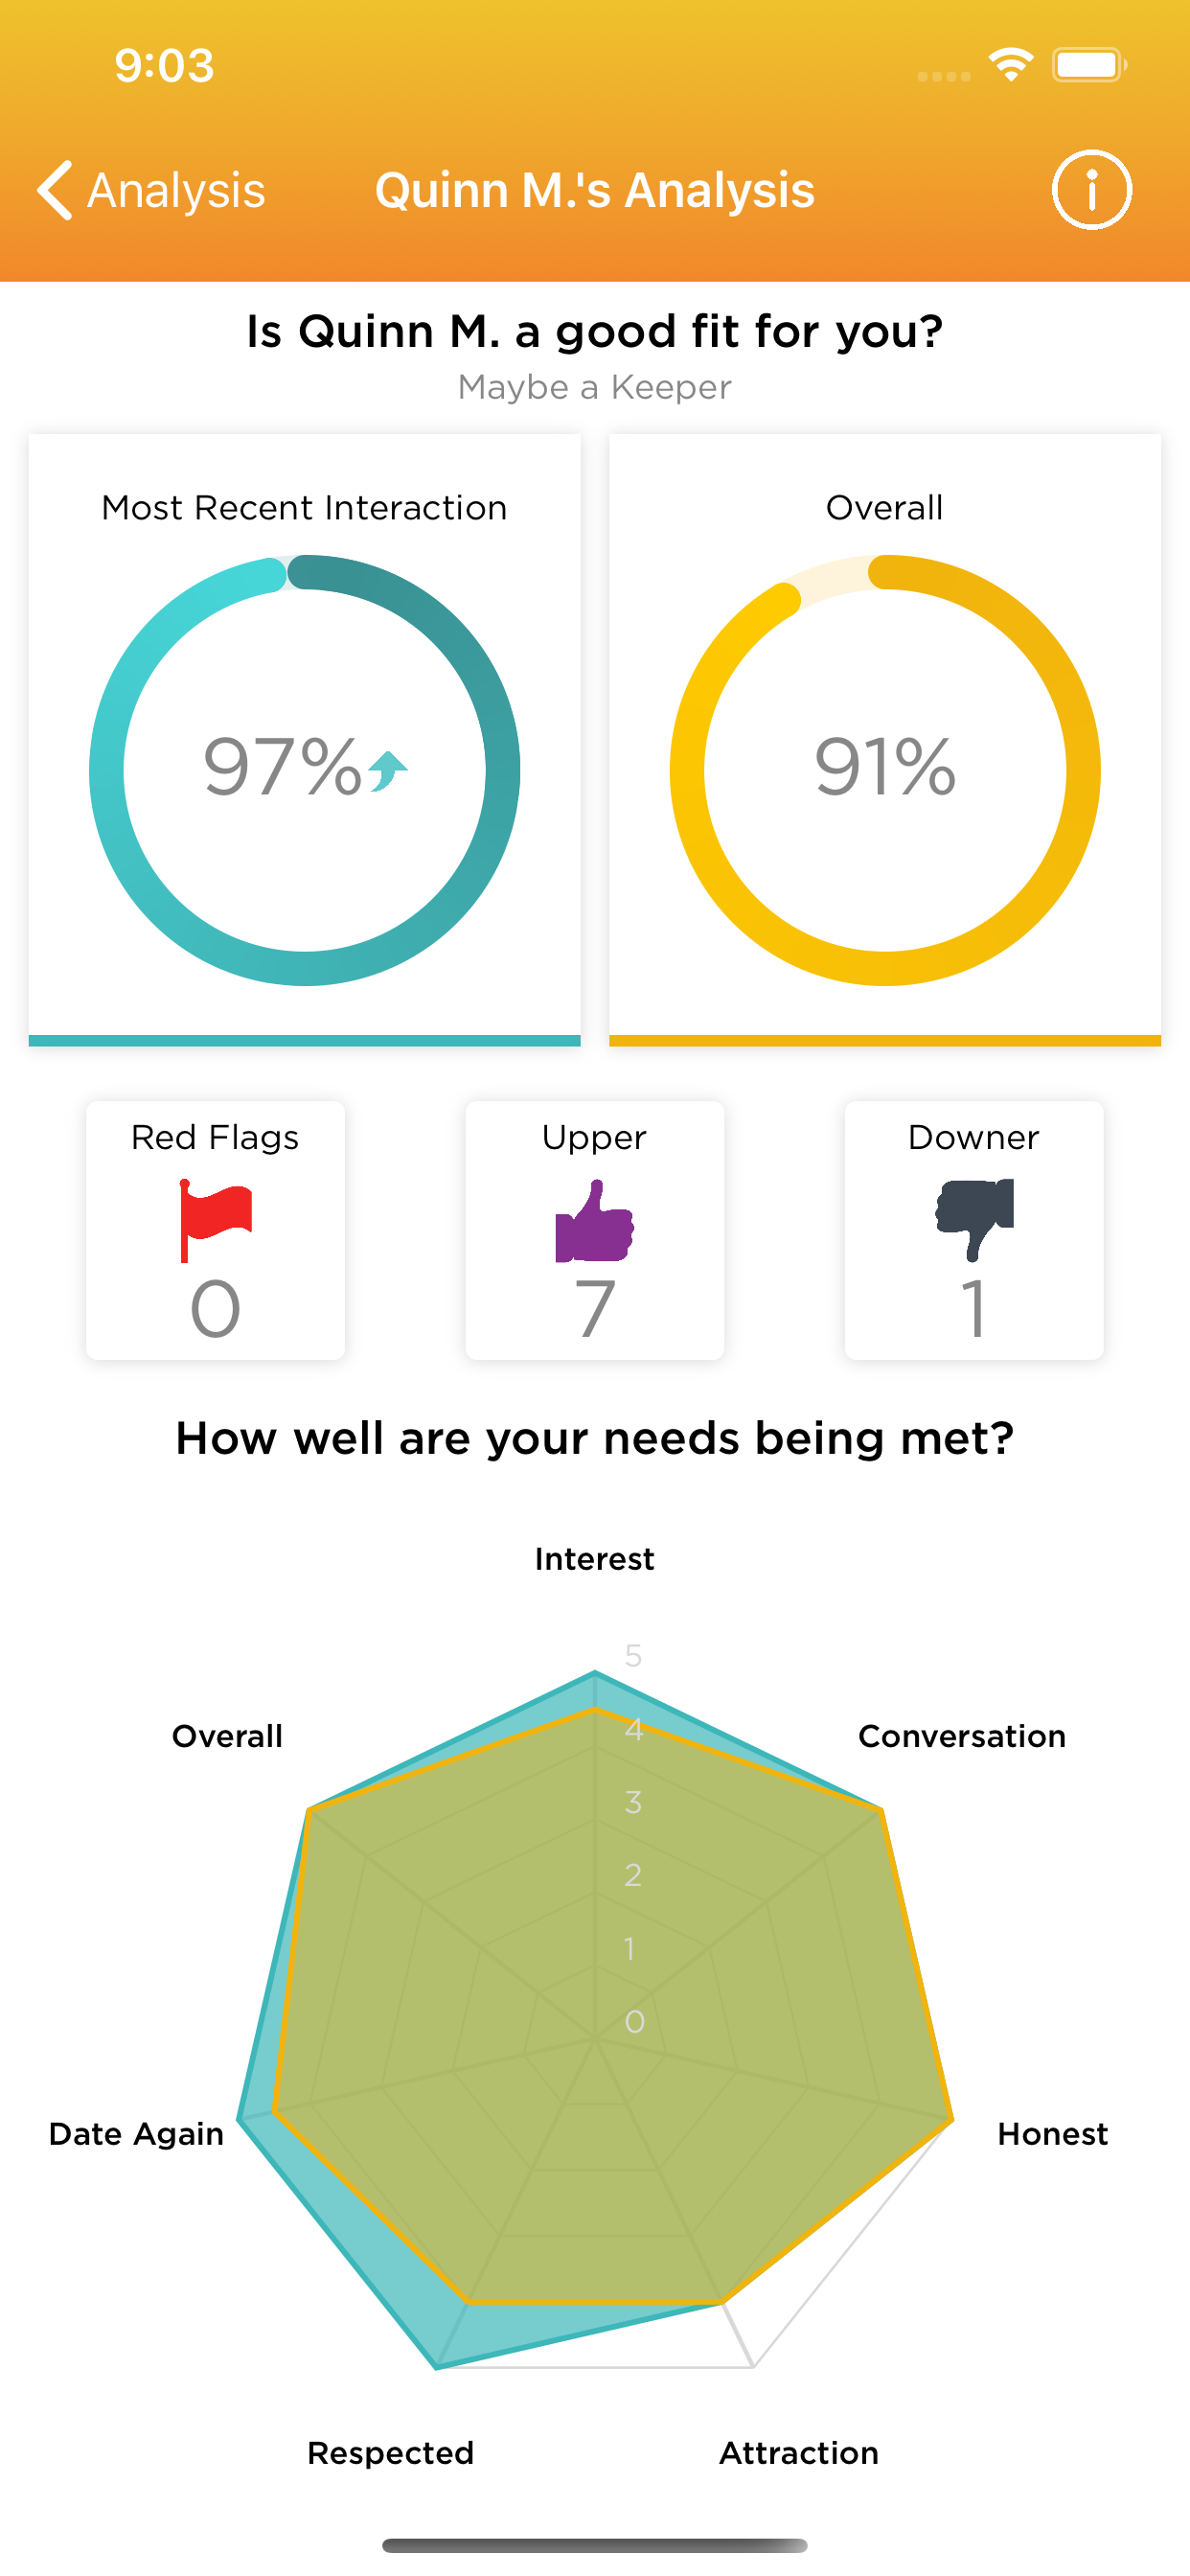 9:03
Analysis
Quinn M.'s Analysis
Is Quinn M. a good fit for you?
Maybe a Keeper
Most Recent Interaction
97%
Overall
91%
Red Flags
0
Upper
7
Downer
1
How well are your needs being met?
Interest
5
Overall
4
Conversation
3
2
1
0
Date Again
Honest
Respected
Attraction